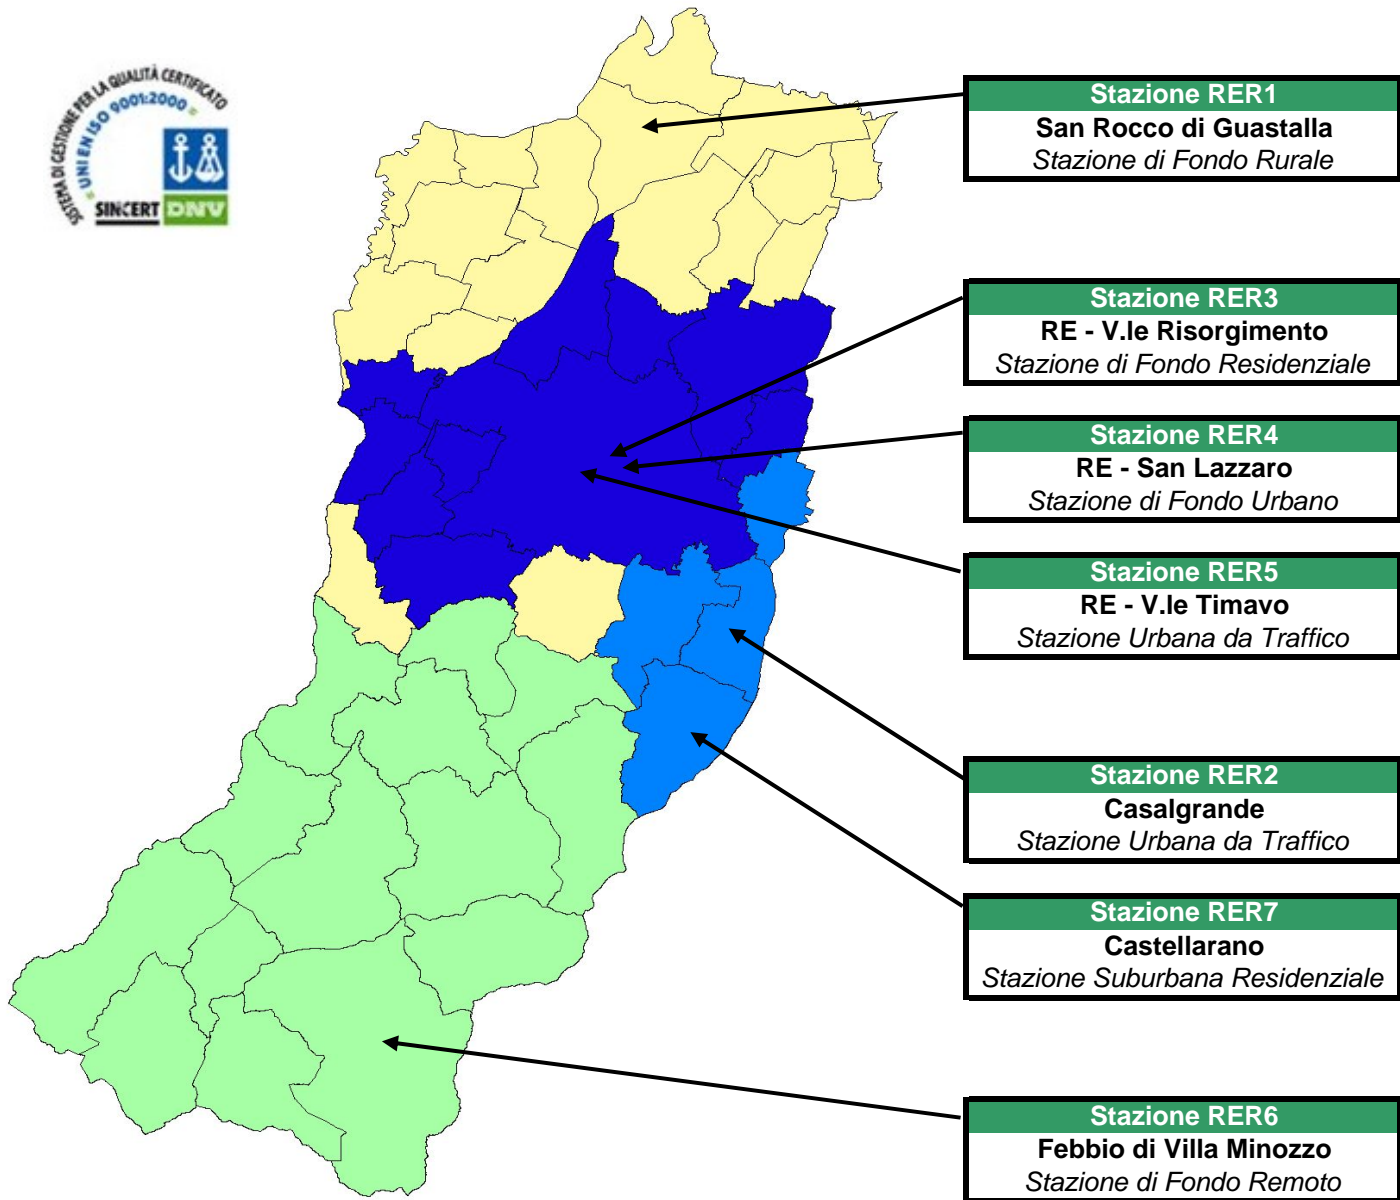 SISTEMA DI GESTIONE PER LA QUALITÀ CERTIFICATO
= UNI EN ISO 9001:2000 =
SINCERT DNV
Stazione RER1
San Rocco di Guastalla
Stazione di Fondo Rurale
Stazione RER3
RE - V.le Risorgimento
Stazione di Fondo Residenziale
Stazione RER4
RE - San Lazzaro
Stazione di Fondo Urbano
Stazione RER5
RE - V.le Timavo
Stazione Urbana da Traffico
Stazione RER2
Casalgrande
Stazione Urbana da Traffico
Stazione RER7
Castellarano
Stazione Suburbana Residenziale
Stazione RER6
Febbio di Villa Minozzo
Stazione di Fondo Remoto